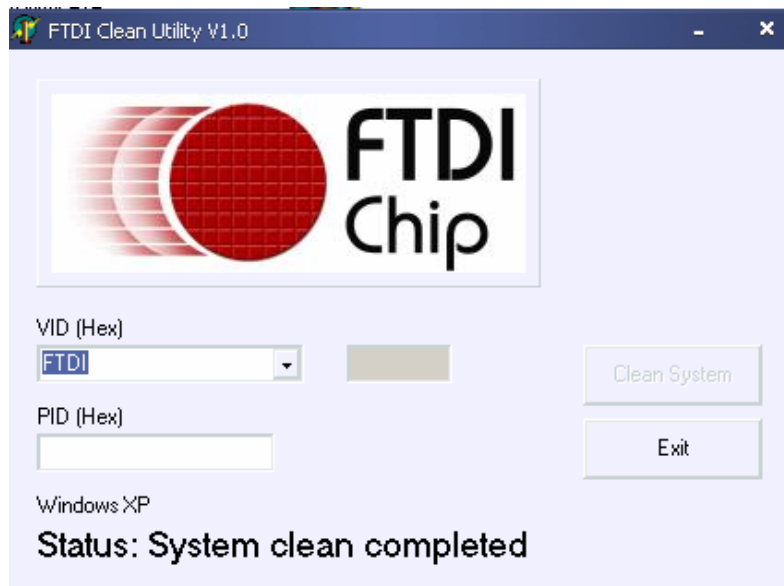 FTDI Clean Utility V1.0
FTDI
Chip
VID (Hex)
FTDI
Clean System
PID (Hex)
Exit
Windows XP
Status: System clean completed